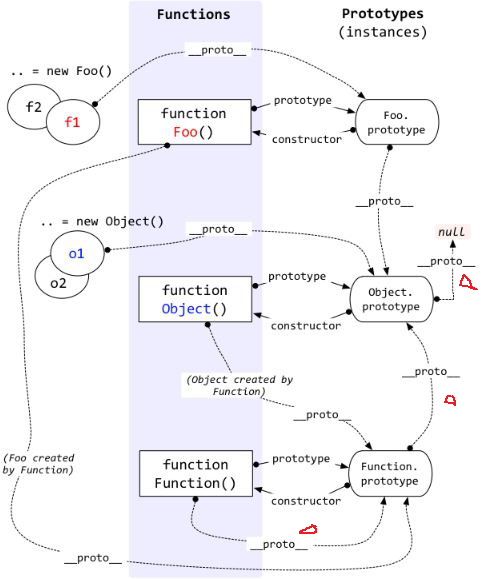 Functions
Prototypes
(instances)
__proto__
.. = new Foo()
f2
f1
function
Foo()
prototype
constructor
Foo.
prototype
__proto__
.. = new Object()
__proto__
null
o1
o2
__proto__
function
Object()
prototype
constructor
Object.
prototype
(Object created by
Function)
__proto__
__proto__
(Foo created
by Function)
function
Function()
prototype
constructor
Function.
prototype
__proto__
__proto__